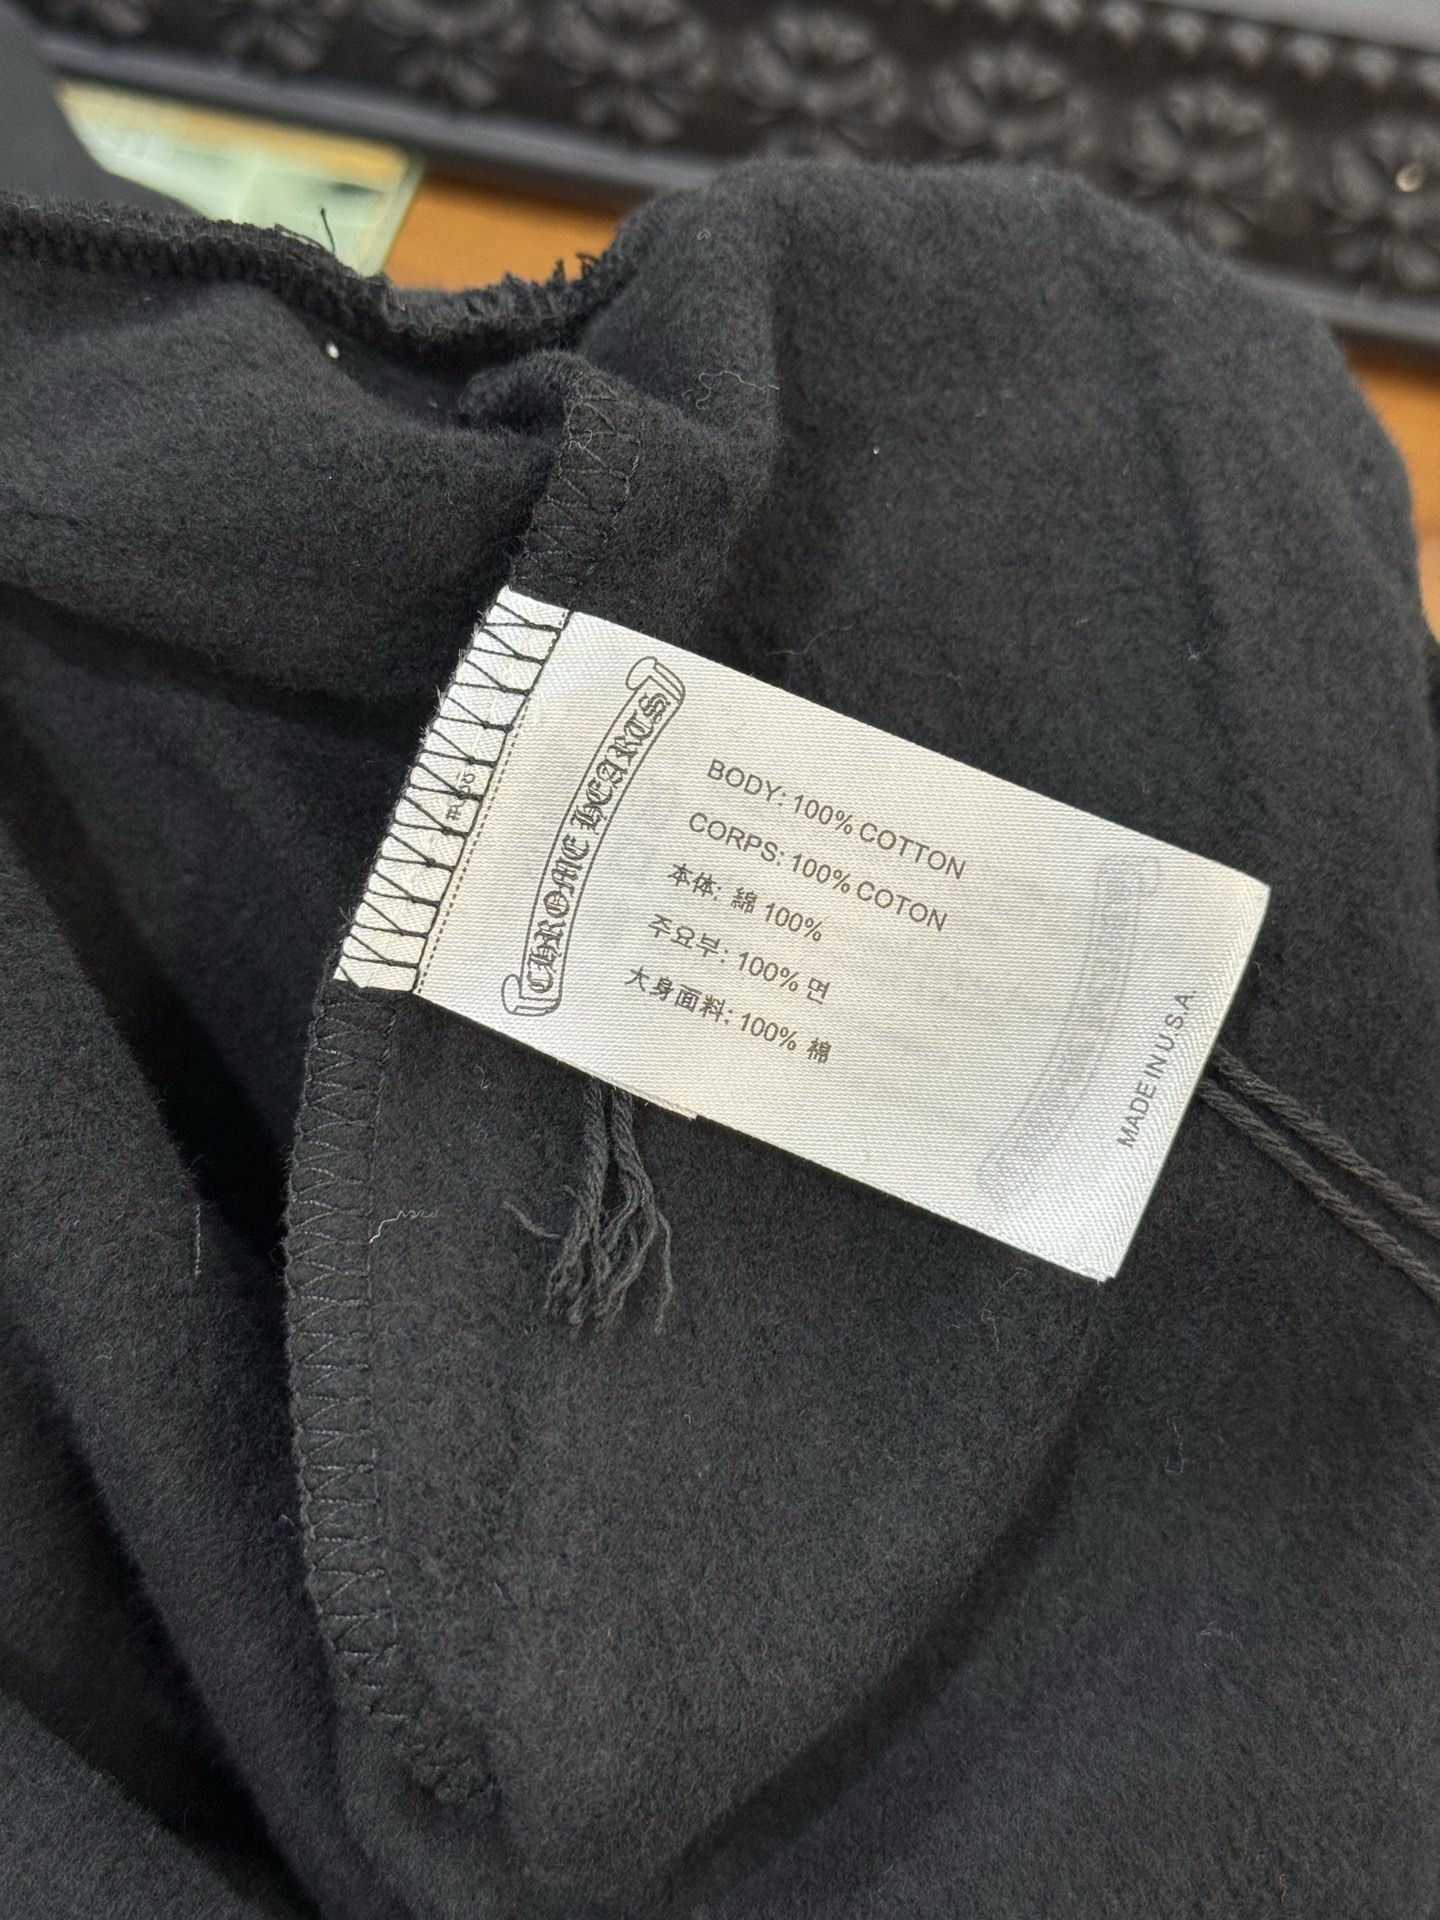 CHROME HEARTS
BODY: 100% COTTON
CORPS: 100% COTON
本体: 綿 100%
주요부: 100% 면
大身面料: 100% 棉
MADE IN U.S.A.